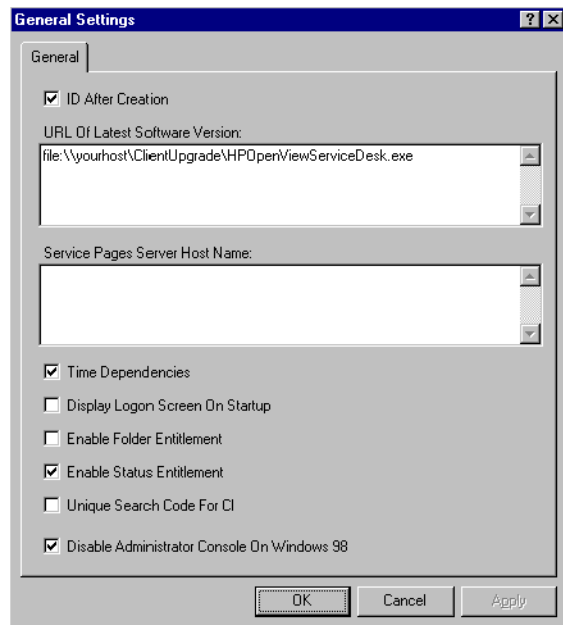 General Settings
General
ID After Creation
URL Of Latest Software Version:
file:\\yourhost\ClientUpgrade\HPOpenViewServiceDesk.exe
Service Pages Server Host Name:
Time Dependencies
Display Logon Screen On Startup
Enable Folder Entitlement
Enable Status Entitlement
Unique Search Code For CI
Disable Administrator Console On Windows 98
OK Cancel Apply